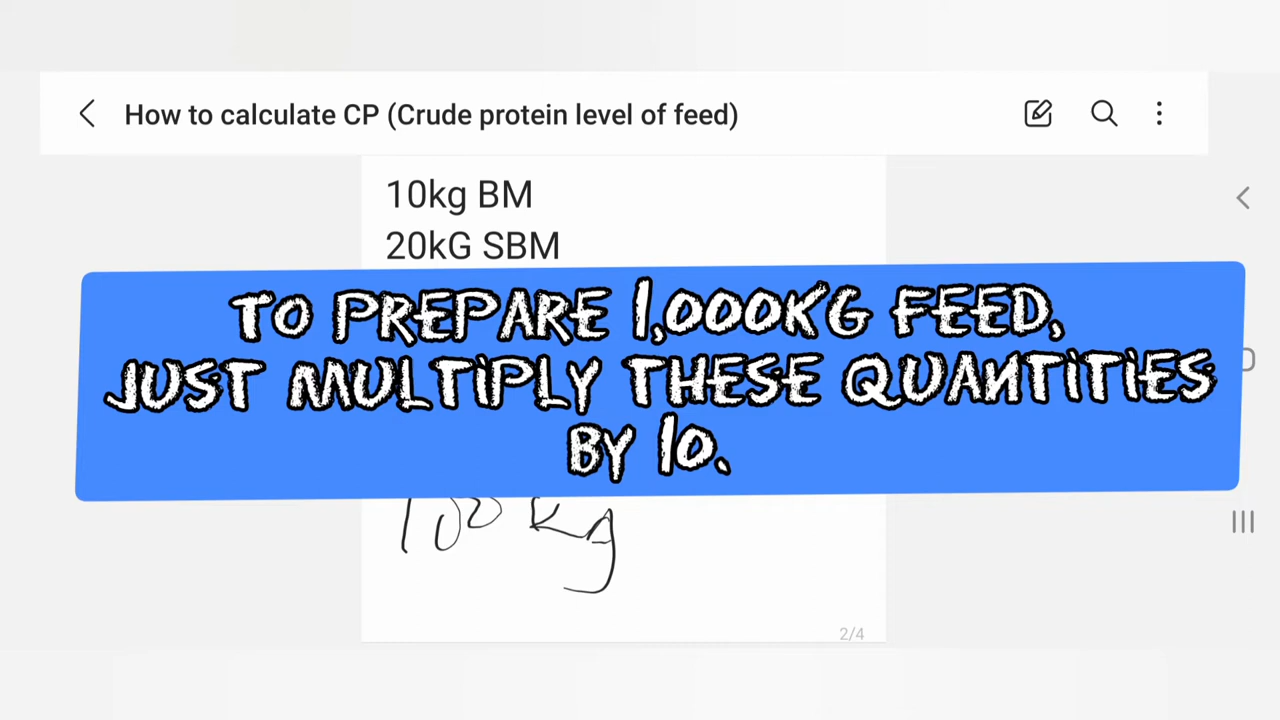 How to calculate CP (Crude protein level of feed)
10kg BM
20kG SBM
TO PREPARE 1,000KG FEED,
JUST MULTIPLY THESE QUANTITIES
BY 10.
100 kg
2/4